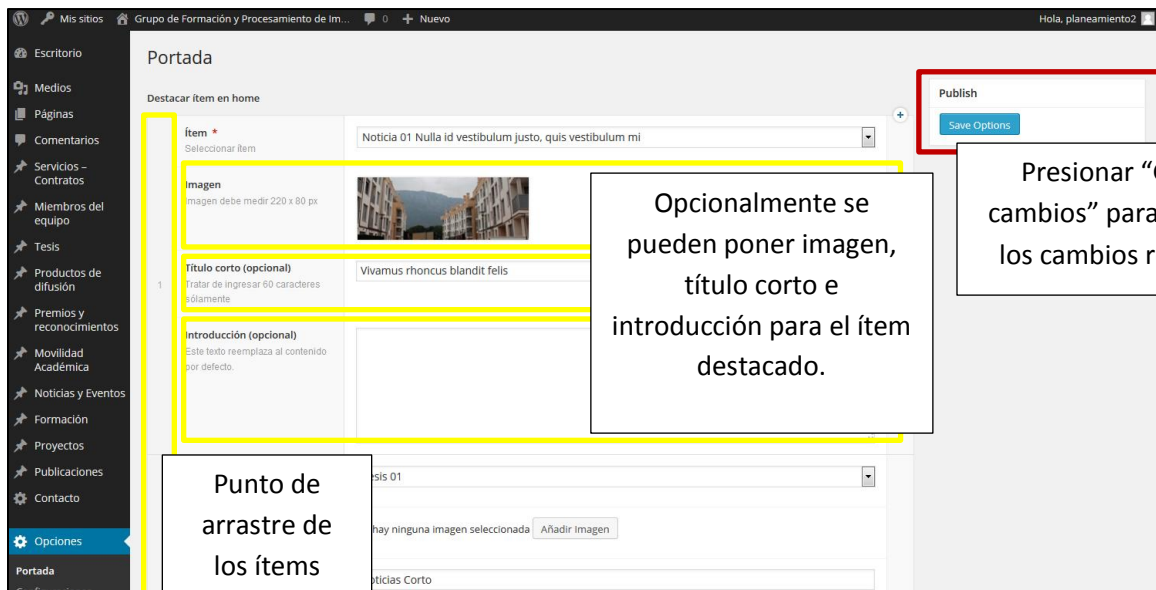 Mis sitios Grupo de Formación y Procesamiento de Im... 0 + Nuevo Hola, planeamiento2
Escritorio
Medios
Páginas
Comentarios
Servicios –
Contratos
Miembros del
equipo
Tesis
Productos de
difusión
Premios y
reconocimientos
Movilidad
Académica
Noticias y Eventos
Formación
Proyectos
Publicaciones
Contacto
Opciones
Portada
Portada
Destacar ítem en home
1
Ítem *
Seleccionar ítem
Noticia 01 Nulla id vestibulum justo, quis vestibulum mi
Imagen
Imagen debe medir 220 x 80 px
Título corto (opcional)
Tratar de ingresar 60 caracteres
sólamente
Vivamus rhoncus blandit felis
Introducción (opcional)
Este texto reemplaza al contenido
por defecto.
esis 01
hay ninguna imagen seleccionada Añadir Imagen
oticias Corto
Publish
Save Options
Opcionalmente se
pueden poner imagen,
título corto e
introducción para el ítem
destacado.
Presionar “
cambios” para
los cambios r
Punto de
arrastre de
los ítems